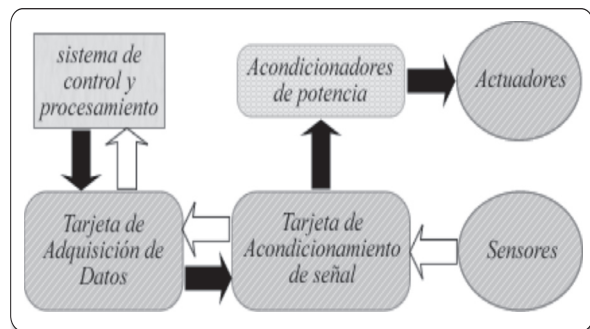 sistema de
control y
procesamiento
Acondicionadores
de potencia
Actuadores
Tarjeta de
Adquisición de
Datos
Tarjeta de
Acondicionamiento
de señal
Sensores